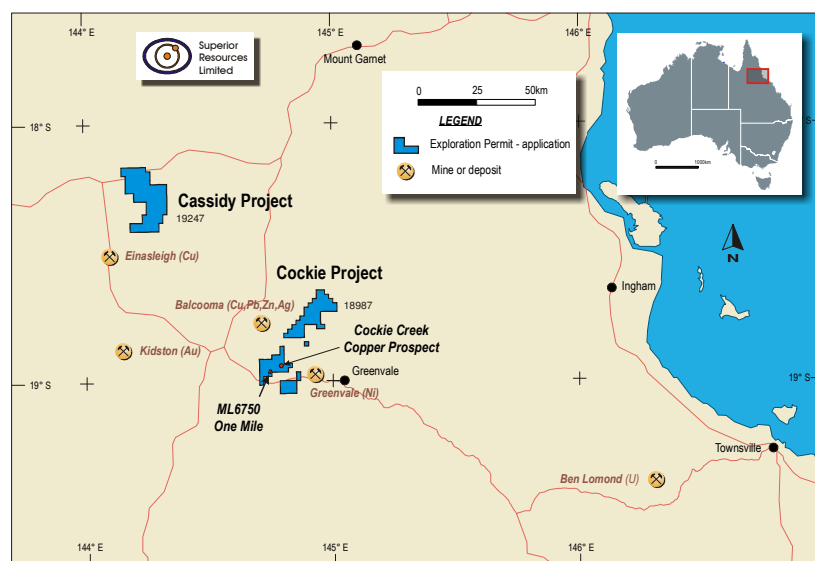 144° E
145° E
146° E
Superior
Resources
Limited
Mount Garnet
0
25
50km
LEGEND
Exploration Permit - application
Mine or deposit
0
1000km
18° S
18° S
Cassidy Project
19247
Einasleigh (Cu)
N
Cockie Project
18987
Ingham
Balcooma (Cu,Pb,Zn,Ag)
Cockie Creek
Copper Prospect
Kidston (Au)
Greenvale
19° S
19° S
Greenvale (Ni)
ML6750
One Mile
Townsville
Ben Lomond (U)
144° E
145° E
146° E